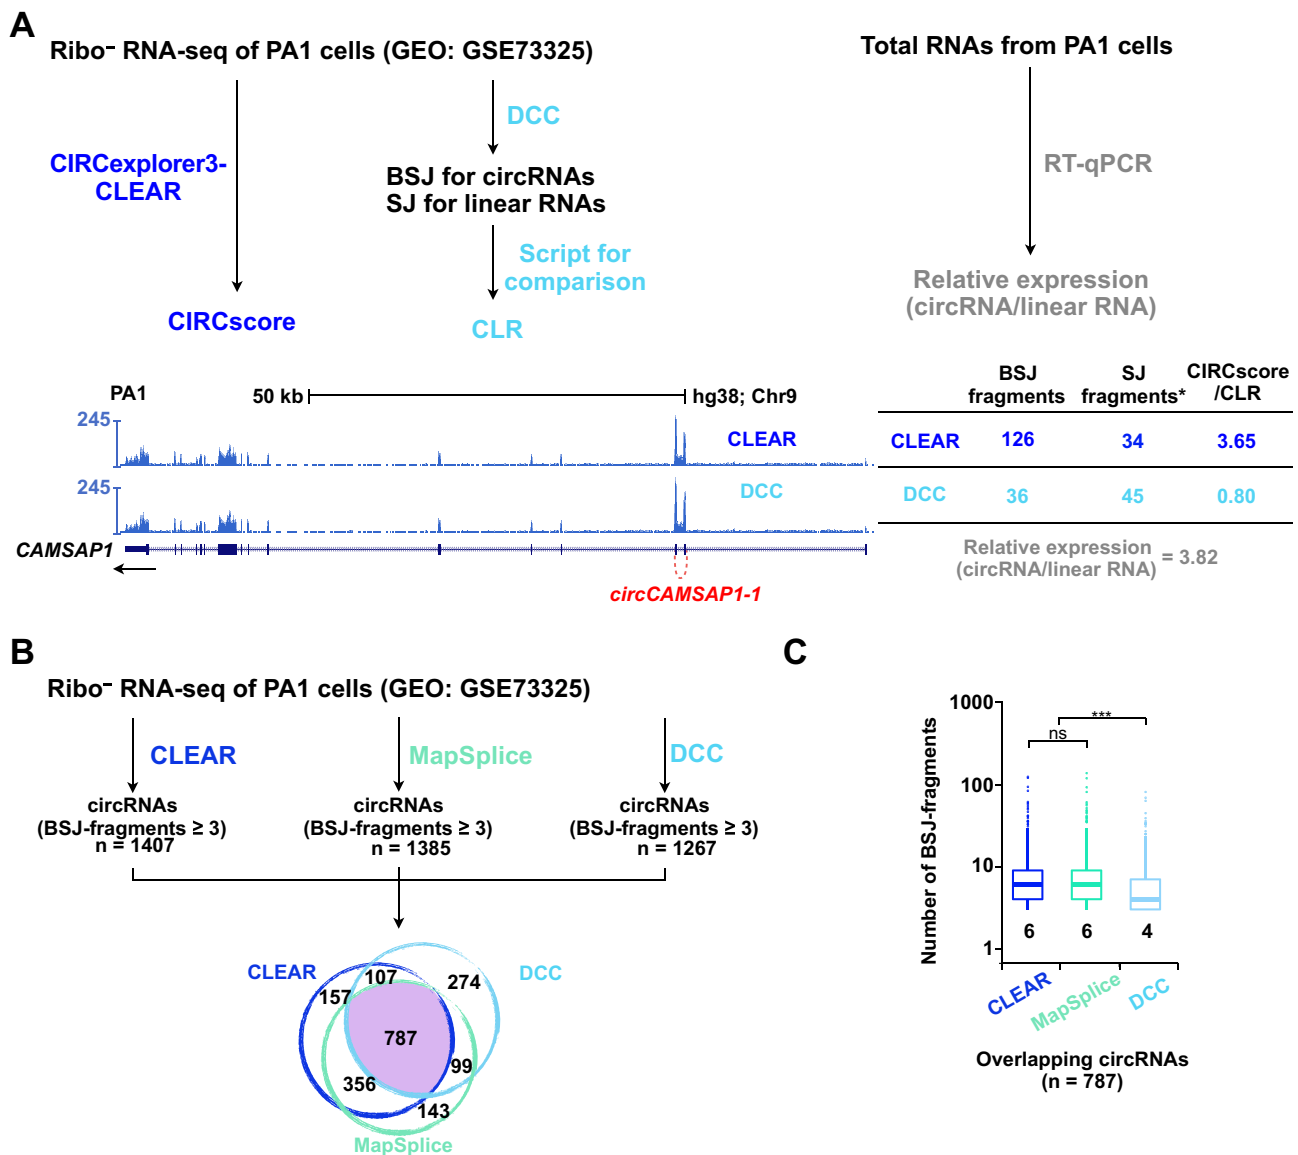 A
Ribo– RNA-seq of PA1 cells (GEO: GSE73325)
Total RNAs from PA1 cells
CIRCexplorer3-
CLEAR
DCC
BSJ for circRNAs
SJ for linear RNAs
Script for
comparison
RT-qPCR
CIRCscore
CLR
Relative expression
(circRNA/linear RNA)
PA1
50 kb
hg38; Chr9
245
CLEAR
245
DCC
CAMSAP1
circCAMSAP1-1
BSJ
fragments
SJ
fragments*
CIRCscore
/CLR
CLEAR 126 34 3.65
DCC 36 45 0.80
Relative expression
(circRNA/linear RNA)
= 3.82
B
Ribo– RNA-seq of PA1 cells (GEO: GSE73325)
CLEAR
MapSplice
DCC
circRNAs
(BSJ-fragments ≥ 3)
n = 1407
circRNAs
(BSJ-fragments ≥ 3)
n = 1385
circRNAs
(BSJ-fragments ≥ 3)
n = 1267
CLEAR
DCC
107
274
157
787
99
356
143
MapSplice
C
Number of BSJ-fragments
1000
100
10
1
ns
***
6
6
4
CLEAR
MapSplice
DCC
Overlapping circRNAs
(n = 787)